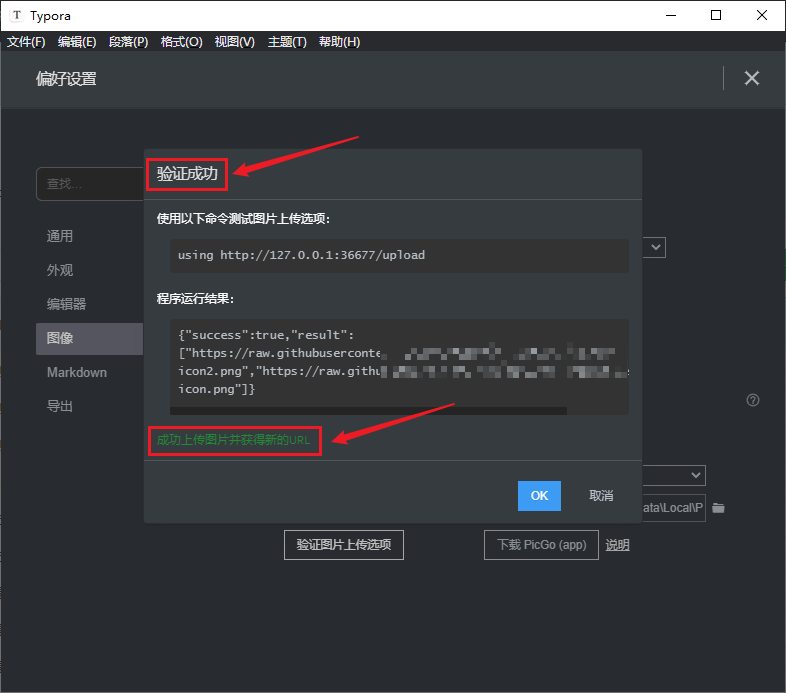 Typora
文件(F) 编辑(E) 段落(P) 格式(O) 视图(V) 主题(T) 帮助(H)
偏好设置
查找...
通用
外观
编辑器
图像
Markdown
导出
验证成功
使用以下命令测试图片上传选项:
using http://127.0.0.1:36677/upload
程序运行结果:
{"success":true,"result":
["https://raw.githubuserconte
icon2.png","https://raw.githu
icon.png"]}
成功上传图片并获得新的URL
OK 取消
ata\Local\P
验证图片上传选项 下载 PicGo (app) 说明